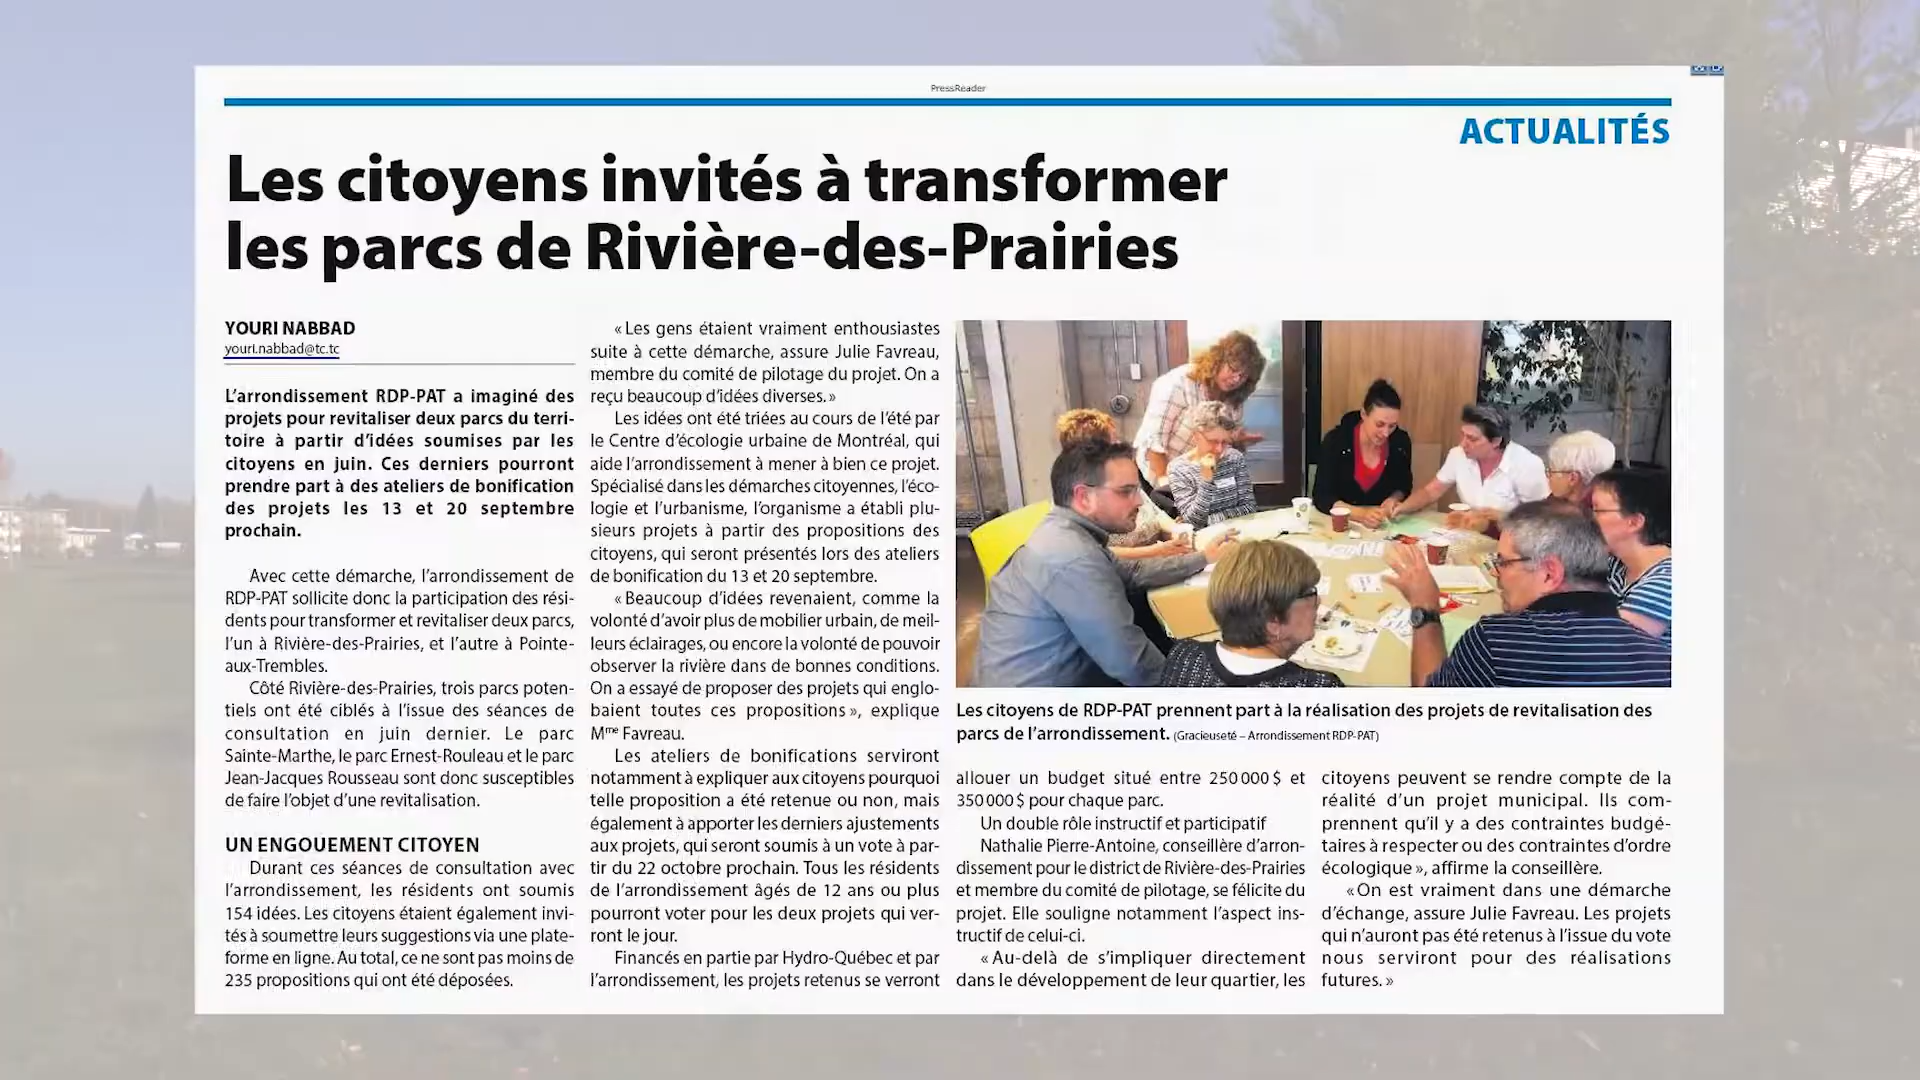 PressReader
ACTUALITÉS
Les citoyens invités à transformer
les parcs de Rivière-des-Prairies
YOURI NABBAD
youri.nabbad@tc.tc
L'arrondissement RDP-PAT a imaginé des
projets pour revitaliser deux parcs du terri-
toire à partir d'idées soumises par les
citoyens en juin. Ces derniers pourront
prendre part à des ateliers de bonification
des projets les 13 et 20 septembre
prochain.
Avec cette démarche, l'arrondissement de
RDP-PAT sollicite donc la participation des rési-
dents pour transformer et revitaliser deux parcs,
l'un à Rivière-des-Prairies, et l'autre à Pointe-
aux-Trembles.
Côté Rivière-des-Prairies, trois parcs poten-
tiels ont été ciblés à l'issue des séances de
consultation en juin dernier. Le parc
Sainte-Marthe, le parc Ernest-Rouleau et le parc
Jean-Jacques Rousseau sont donc susceptibles
de faire l'objet d'une revitalisation.
UN ENGOUEMENT CITOYEN
Durant ces séances de consultation avec
l'arrondissement, les résidents ont soumis
154 idées. Les citoyens étaient également invi-
tés à soumettre leurs suggestions via une plate-
forme en ligne. Au total, ce ne sont pas moins de
235 propositions qui ont été déposées.
« Les gens étaient vraiment enthousiastes
suite à cette démarche, assure Julie Favreau,
membre du comité de pilotage du projet. On a
reçu beaucoup d'idées diverses. »
Les idées ont été triées au cours de l'été par
le Centre d'écologie urbaine de Montréal, qui
aide l'arrondissement à mener à bien ce projet.
Spécialisé dans les démarches citoyennes, l'éco-
logie et l'urbanisme, l'organisme a établi plu-
sieurs projets à partir des propositions des
citoyens, qui seront présentés lors des ateliers
de bonification du 13 et 20 septembre.
« Beaucoup d'idées revenaient, comme la
volonté d'avoir plus de mobilier urbain, de meil-
leurs éclairages, ou encore la volonté de pouvoir
observer la rivière dans de bonnes conditions.
On a essayé de proposer des projets qui englo-
baient toutes ces propositions », explique
Mme Favreau.
Les ateliers de bonifications serviront
notamment à expliquer aux citoyens pourquoi
telle proposition a été retenue ou non, mais
également à apporter les derniers ajustements
aux projets, qui seront soumis à un vote à par-
tir du 22 octobre prochain. Tous les résidents
de l'arrondissement âgés de 12 ans ou plus
pourront voter pour les deux projets qui ver-
ront le jour.
Financés en partie par Hydro-Québec et par
l'arrondissement, les projets retenus se verront
Les citoyens de RDP-PAT prennent part à la réalisation des projets de revitalisation des
parcs de l'arrondissement. (Gracieuseté – Arrondissement RDP-PAT)
allouer un budget situé entre 250 000 $ et
350 000 $ pour chaque parc.
Un double rôle instructif et participatif
Nathalie Pierre-Antoine, conseillère d'arron-
dissement pour le district de Rivière-des-Prairies
et membre du comité de pilotage, se félicite du
projet. Elle souligne notamment l'aspect ins-
tructif de celui-ci.
« Au-delà de s'impliquer directement
dans le développement de leur quartier, les
citoyens peuvent se rendre compte de la
réalité d'un projet municipal. Ils com-
prennent qu'il y a des contraintes budgé-
taires à respecter ou des contraintes d'ordre
écologique », affirme la conseillère.
« On est vraiment dans une démarche
d'échange, assure Julie Favreau. Les projets
qui n'auront pas été retenus à l'issue du vote
nous serviront pour des réalisations
futures. »